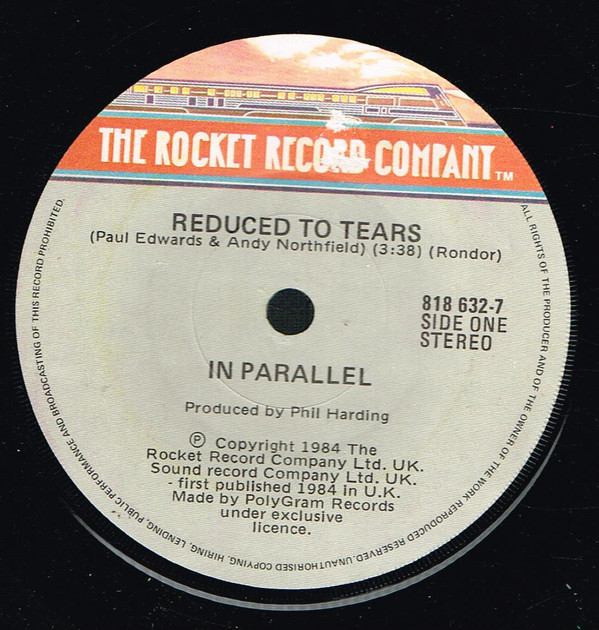 THE ROCKET RECORD COMPANY TM
REDUCED TO TEARS
(Paul Edwards & Andy Northfield) (3:38) (Rondor)
818 632-7
SIDE ONE
STEREO
IN PARALLEL
Produced by Phil Harding
Ⓟ Copyright 1984 The
Rocket Record Company Ltd. UK.
Sound record Company Ltd. UK.
- first published 1984 in U.K.
Made by PolyGram Records
under exclusive
licence.
ALL RIGHTS OF THE PRODUCER AND OF THE OWNER OF THE WORK REPRODUCED RESERVED. UNAUTHORISED COPYING, HIRING, LENDING, PUBLIC PERFORMANCE AND BROADCASTING OF THIS RECORD PROHIBITED.